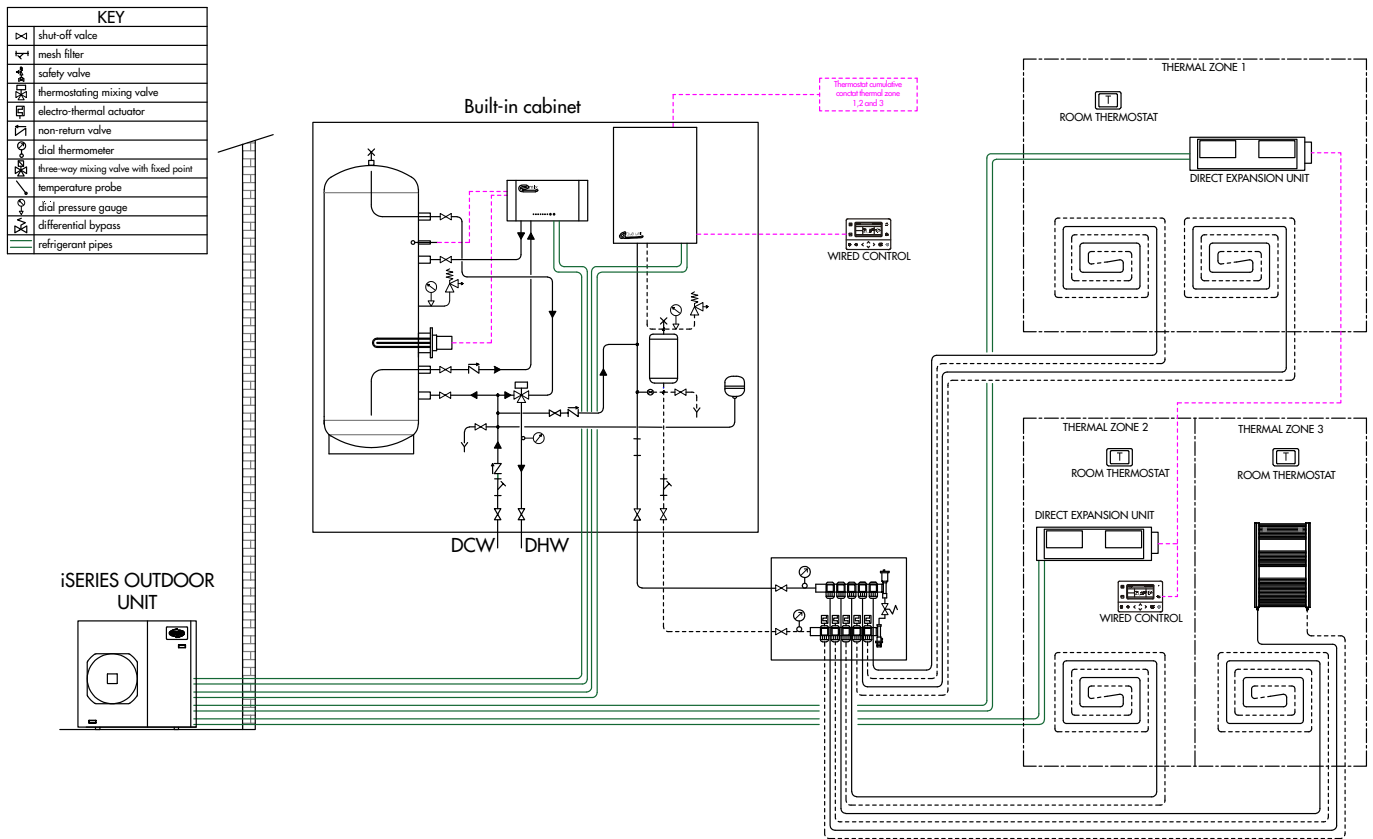 KEY
shut-off valce
mesh filter
safety valve
thermostating mixing valve
electro-thermal actuator
non-return valve
dial thermometer
three-way mixing valve with fixed point
temperature probe
dial pressure gauge
differential bypass
refrigerant pipes
Built-in cabinet
Thermostat cumulative
conctat thermal zone
1,2 and 3
WIRED CONTROL
DCW
DHW
iSERIES OUTDOOR
UNIT
THERMAL ZONE 1
T
ROOM THERMOSTAT
DIRECT EXPANSION UNIT
THERMAL ZONE 2
T
ROOM THERMOSTAT
DIRECT EXPANSION UNIT
WIRED CONTROL
THERMAL ZONE 3
T
ROOM THERMOSTAT